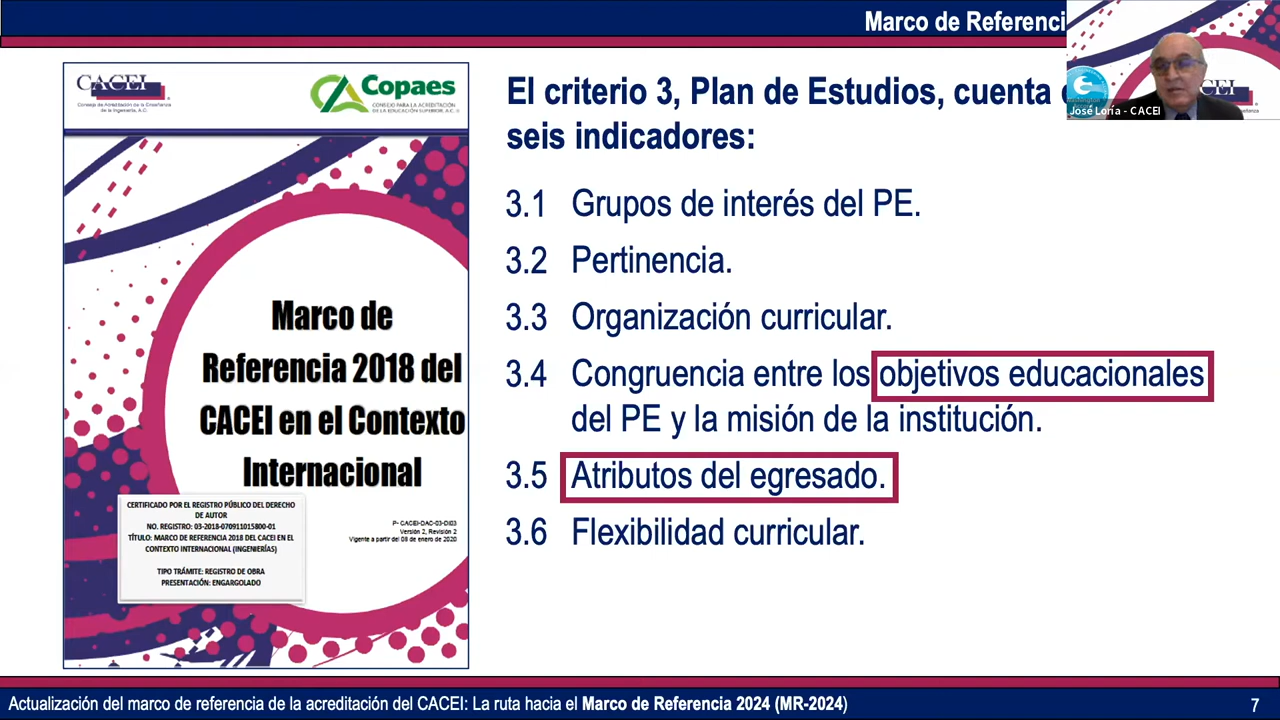 Marco de Referenci
CACEI
Consejo de Acreditación de la Enseñanza
de la Ingeniería, A.C.
Copaes
CONSEJO PARA LA ACREDITACIÓN
DE LA EDUCACIÓN SUPERIOR, A.C.
Marco de
Referencia 2018 del
CACEI en el Contexto
Internacional
CERTIFICADO POR EL REGISTRO PÚBLICO DEL DERECHO
DE AUTOR
NO. REGISTRO: 03-2018-070911015800-01
TÍTULO: MARCO DE REFERENCIA 2018 DEL CACEI EN EL
CONTEXTO INTERNACIONAL (INGENIERÍAS)
TIPO TRÁMITE: REGISTRO DE OBRA
PRESENTACIÓN: ENGARGOLADO
P- CACEI-DAC-03-DI03
Versión 2, Revisión 2
Vigente a partir del 08 de enero de 2020
El criterio 3, Plan de Estudios, cuenta
seis indicadores:
3.1 Grupos de interés del PE.
3.2 Pertinencia.
3.3 Organización curricular.
3.4 Congruencia entre los objetivos educacionales
del PE y la misión de la institución.
3.5 Atributos del egresado.
3.6 Flexibilidad curricular.
José Loría - CACEI
Actualización del marco de referencia de la acreditación del CACEI: La ruta hacia el Marco de Referencia 2024 (MR-2024)
7